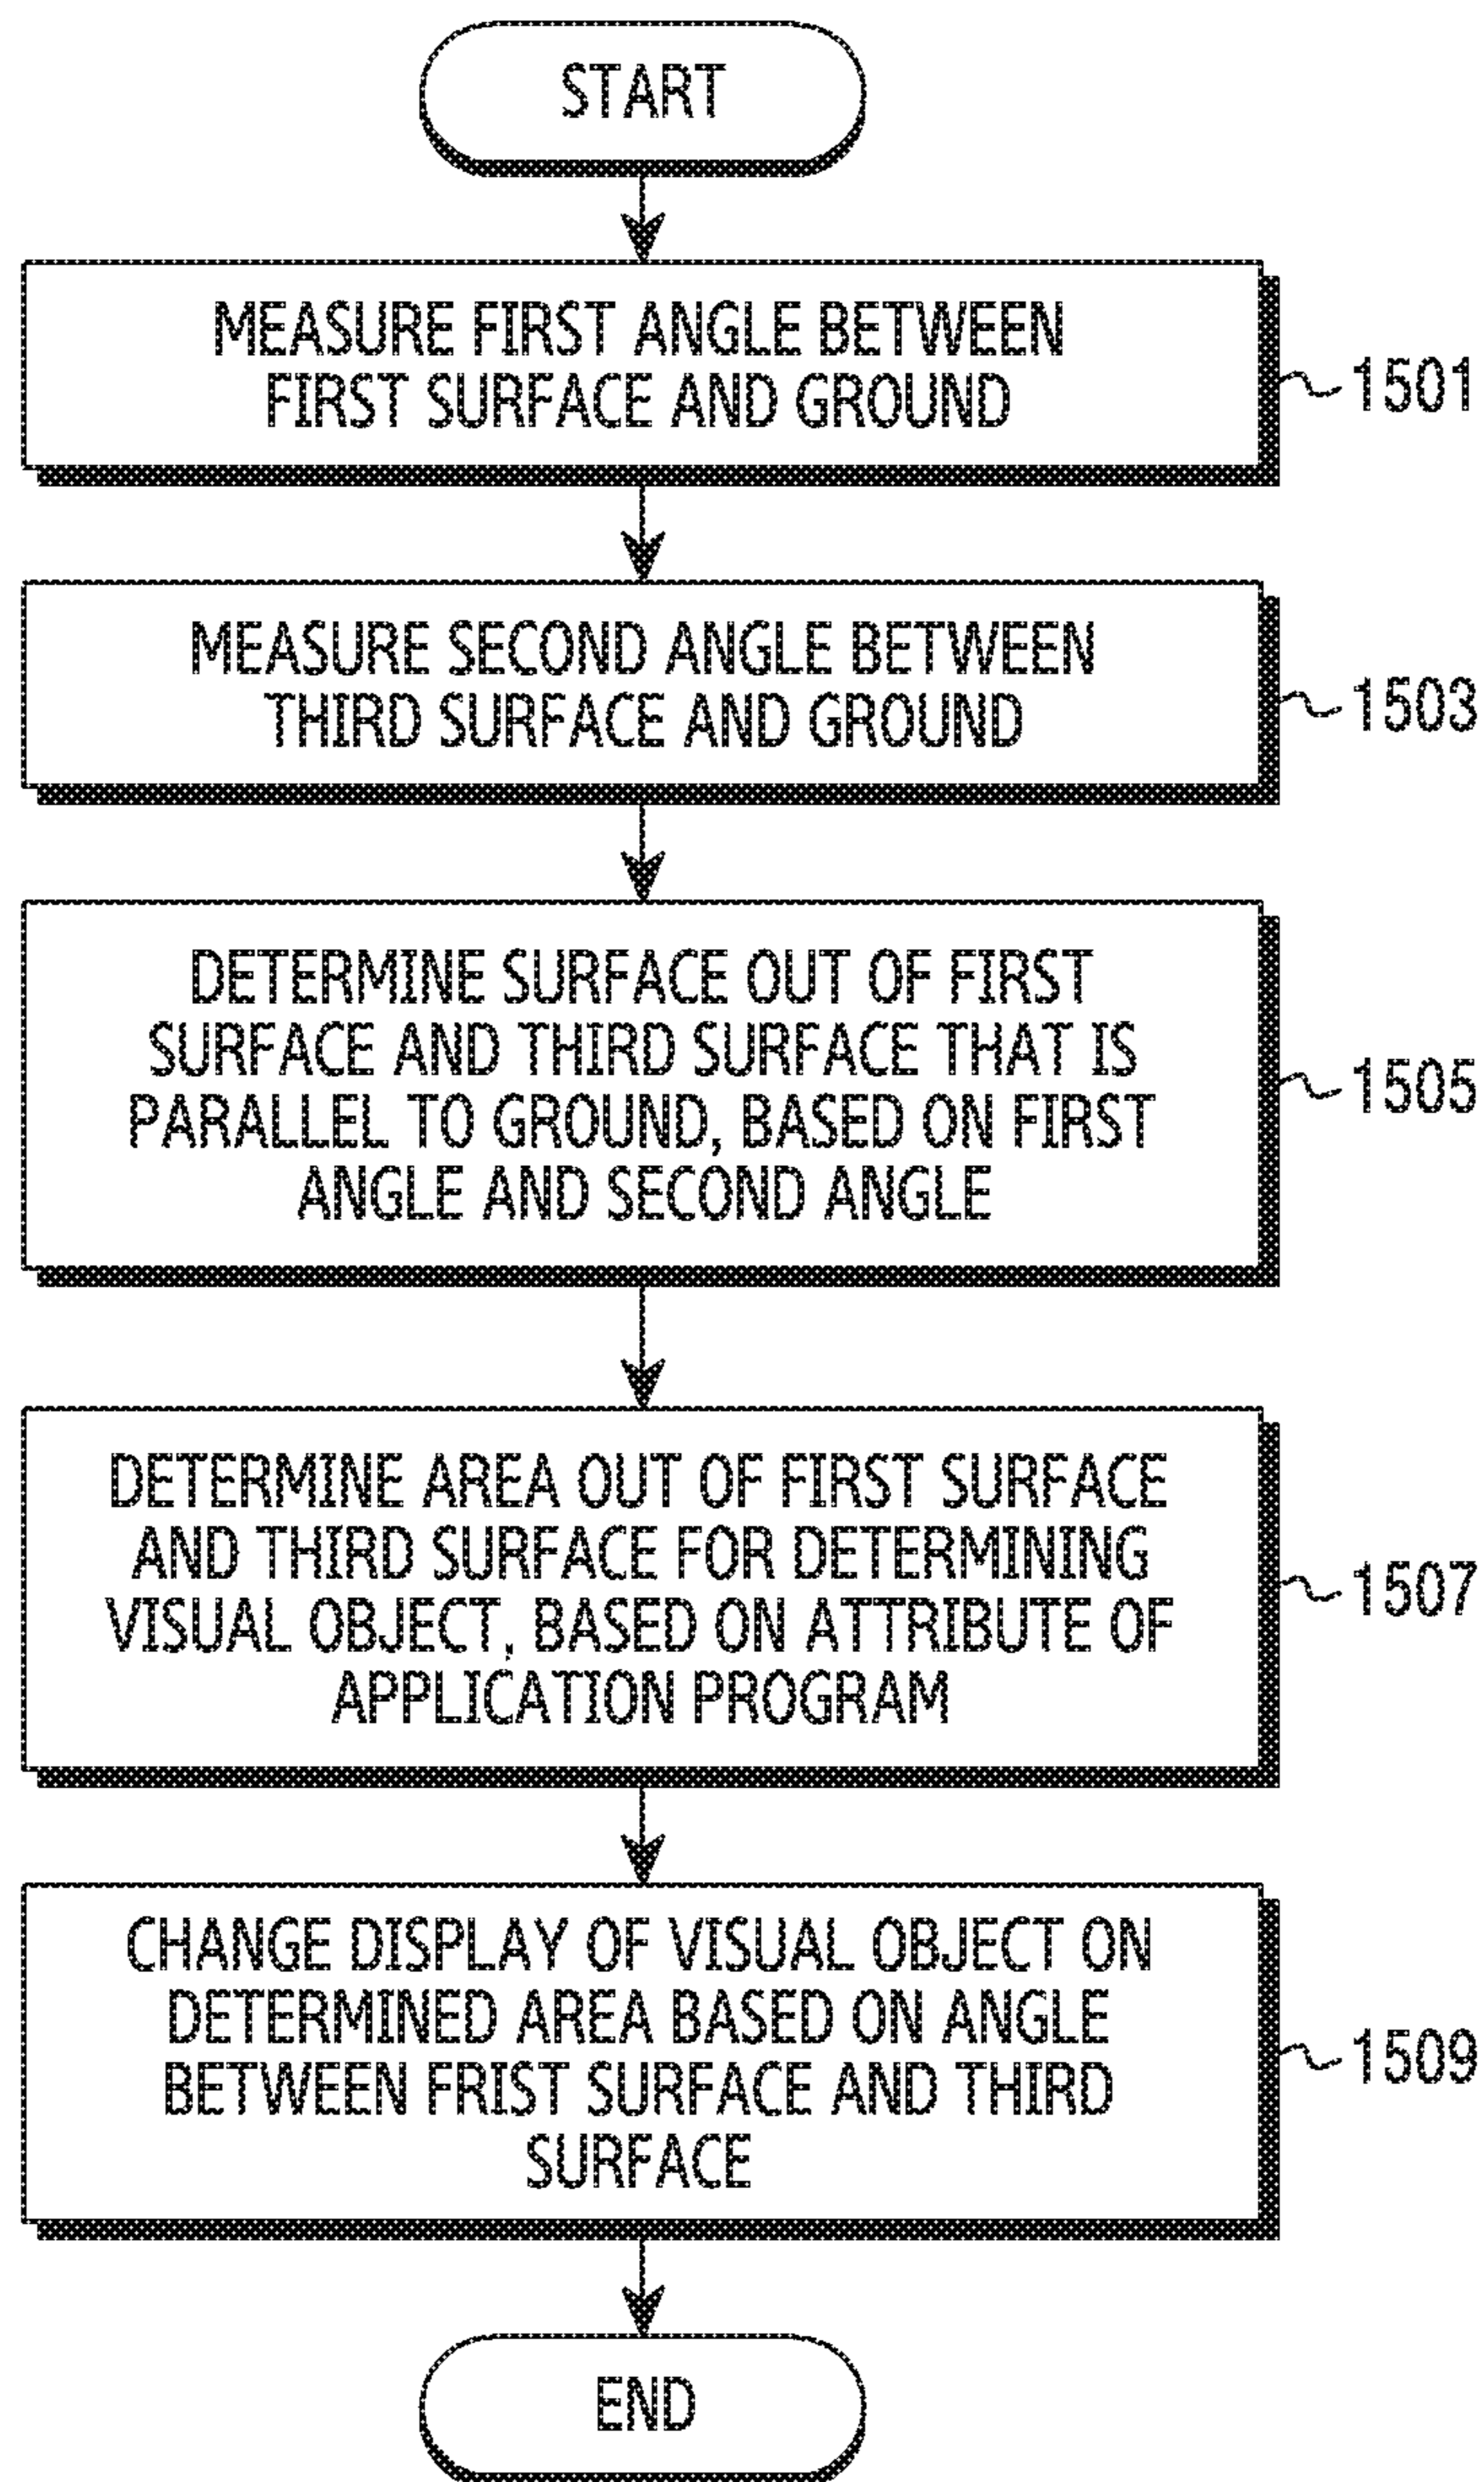 START
MEASURE FIRST ANGLE BETWEEN
FIRST SURFACE AND GROUND
1501
MEASURE SECOND ANGLE BETWEEN
THIRD SURFACE AND GROUND
1503
DETERMINE SURFACE OUT OF FIRST
SURFACE AND THIRD SURFACE THAT IS
PARALLEL TO GROUND, BASED ON FIRST
ANGLE AND SECOND ANGLE
1505
DETERMINE AREA OUT OF FIRST SURFACE
AND THIRD SURFACE FOR DETERMINING
VISUAL OBJECT, BASED ON ATTRIBUTE OF
APPLICATION PROGRAM
1507
CHANGE DISPLAY OF VISUAL OBJECT ON
DETERMINED AREA BASED ON ANGLE
BETWEEN FRIST SURFACE AND THIRD
SURFACE
1509
END